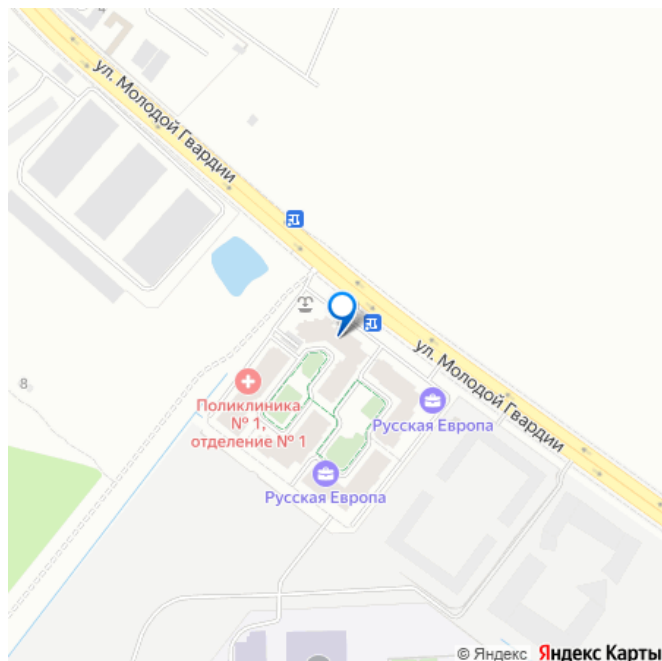 ул. Молодой Гвардии
ул. Молодой Гвардии
Русская Европа
Поликлиника
№ 1,
отделение № 1
8
Русская Европа
© Яндекс Яндекс Карты